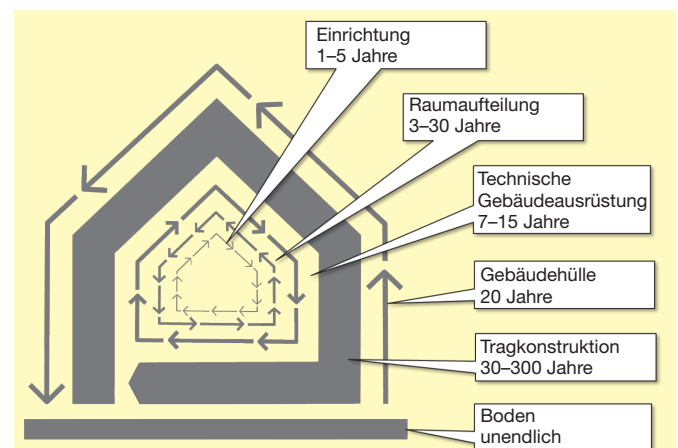 Einrichtung
1–5 Jahre
Raumaufteilung
3–30 Jahre
Technische
Gebäudeausrüstung
7–15 Jahre
Gebäudehülle
20 Jahre
Tragkonstruktion
30–300 Jahre
Boden
unendlich